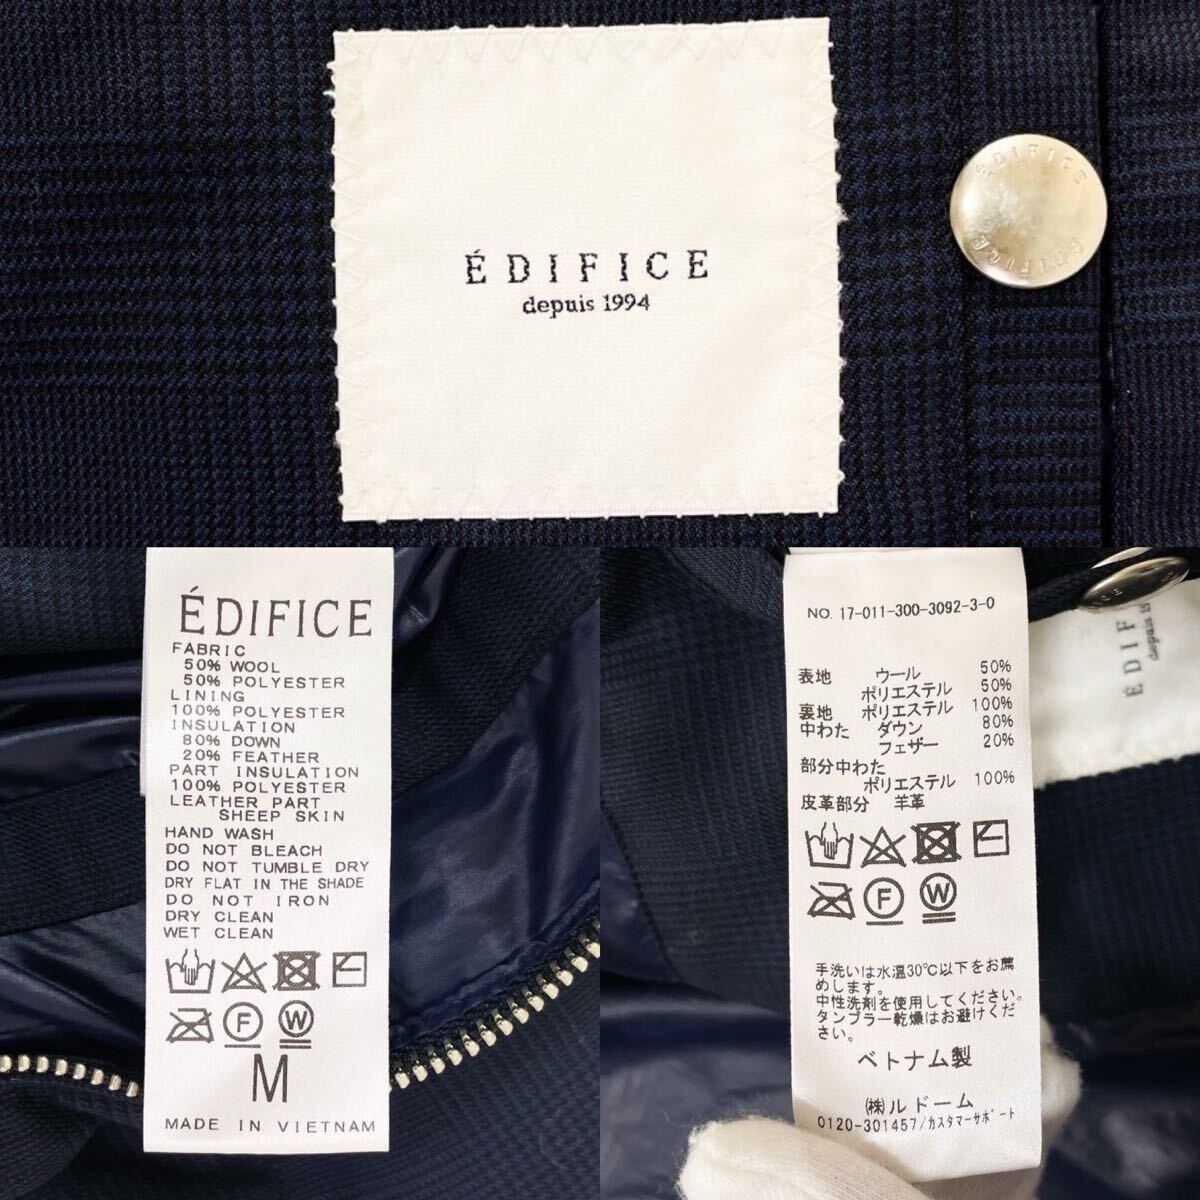 ÉDIFICE
depuis 1994
EDIFICE
EDIFICE
ÉDIFICE
FABRIC
50% WOOL
50% POLYESTER
LINING
100% POLYESTER
INSULATION
80% DOWN
20% FEATHER
PART INSULATION
100% POLYESTER
LEATHER PART
SHEEP SKIN
HAND WASH
DO NOT BLEACH
DO NOT TUMBLE DRY
DRY FLAT IN THE SHADE
DO NOT IRON
DRY CLEAN
WET CLEAN
F W
M
MADE IN VIETNAM
NO. 17-011-300-3092-3-0
表地 ウール 50%
ポリエステル 50%
裏地 ポリエステル 100%
中わた ダウン 80%
フェザー 20%
部分中わた
ポリエステル 100%
皮革部分 羊革
F W
手洗いは水温30℃以下をお薦
めします。
中性洗剤を使用してください。
タンブラー乾燥はお避けくだ
さい。
ベトナム製
(株)ルドーム
0120-301457/カスタマーサポート
ÉDIF
depuis